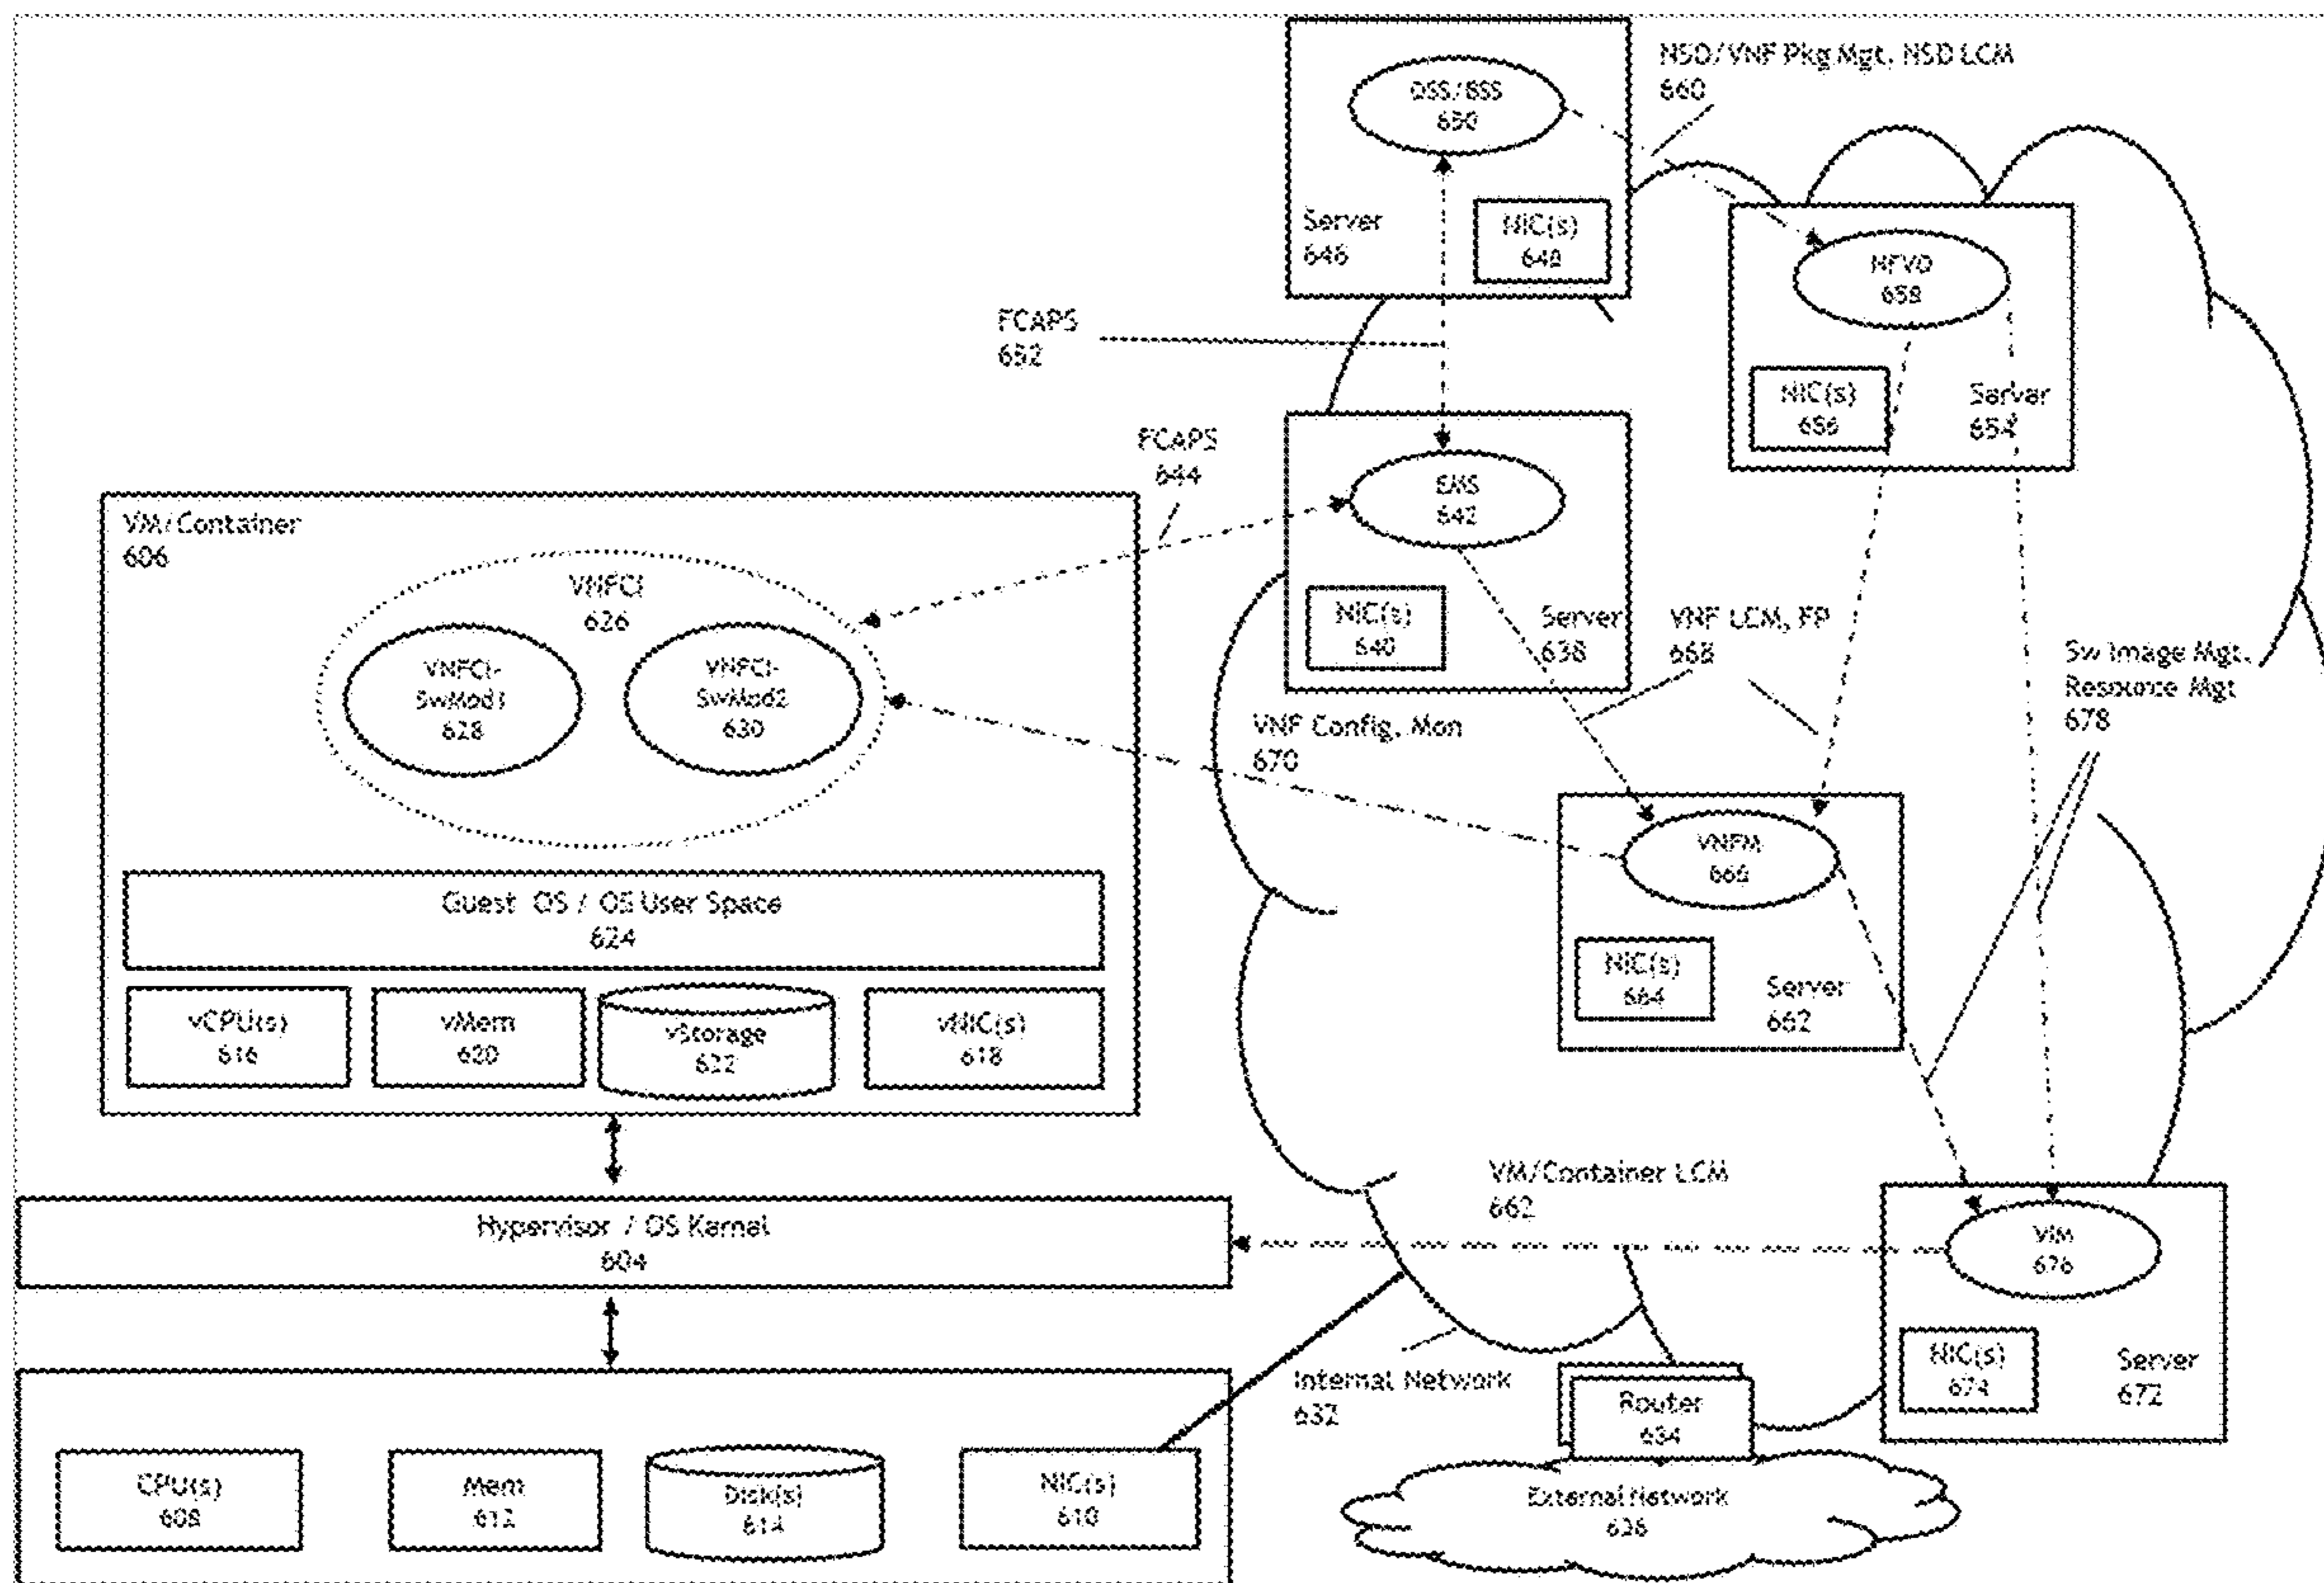 NSD/VNF Pkg Mgt, NSD LCM
660
OSS/BSS
650
Server
646
NIC(s)
648
NFVO
658
NIC(s)
656
Server
654
FCAPS
652
FCAPS
644
EMS
642
NIC(s)
640
Server
638
VNF LCM, FP
668
Sw Image Mgt,
Resource Mgt
678
VNF Config, Mon
670
VM/Container
606
VNFCI
626
VNFCI-
SwMod1
628
VNFCI-
SwMod2
630
Guest OS / OS User Space
624
vCPU(s)
616
vMem
620
vStorage
622
vNIC(s)
618
VNFM
666
NIC(s)
664
Server
662
VM/Container LCM
662
Hypervisor / OS Kernal
604
VIM
676
NIC(s)
674
Server
672
Internal Network
632
Router
634
External Network
636
CPU(s)
608
Mem
612
Disk(s)
614
NIC(s)
610